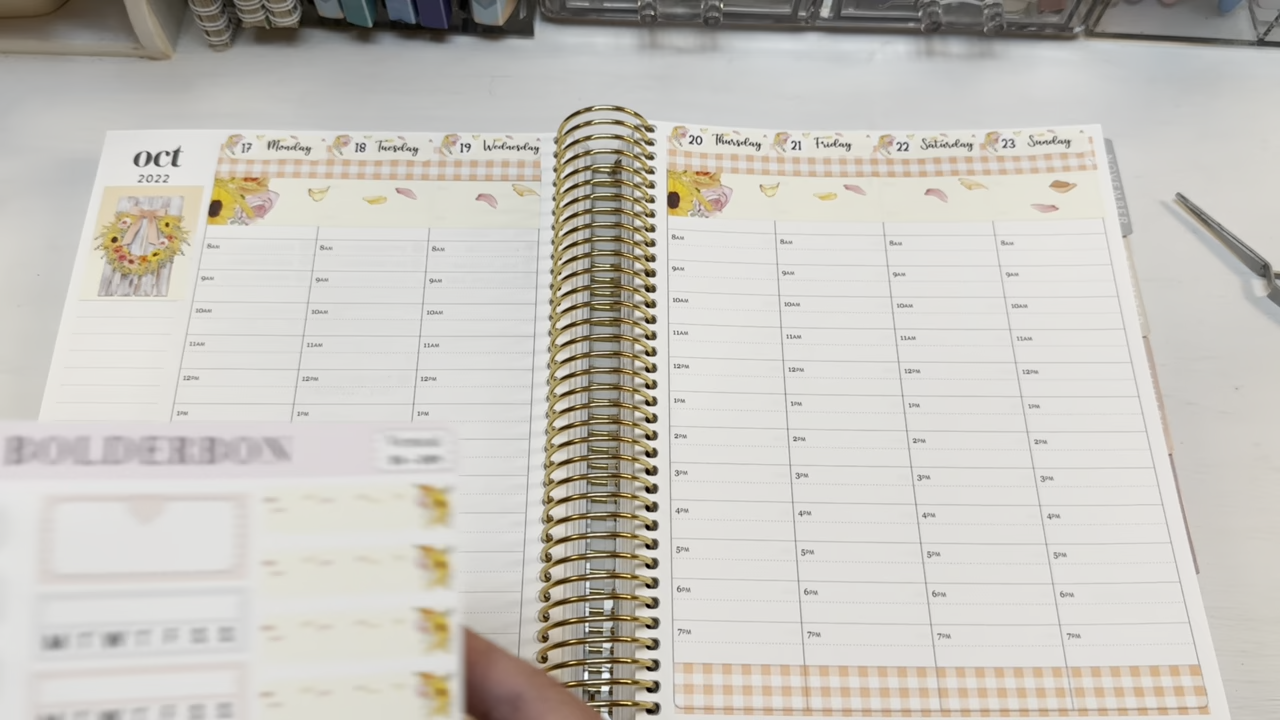 oct
2022
17 Monday
18 Tuesday
19 Wednesday
8AM 8AM 8AM
9AM 9AM 9AM
10AM 10AM 10AM
11AM 11AM 11AM
12PM 12PM 12PM
1PM 1PM 1PM
20 Thursday
21 Friday
22 Saturday
23 Sunday
8AM 8AM 8AM 8AM
9AM 9AM 9AM 9AM
10AM 10AM 10AM 10AM
11AM 11AM 11AM 11AM
12PM 12PM 12PM 12PM
1PM 1PM 1PM 1PM
2PM 2PM 2PM 2PM
3PM 3PM 3PM 3PM
4PM 4PM 4PM 4PM
5PM 5PM 5PM 5PM
6PM 6PM 6PM 6PM
7PM 7PM 7PM 7PM
NOVEMBER
BOLDERBON